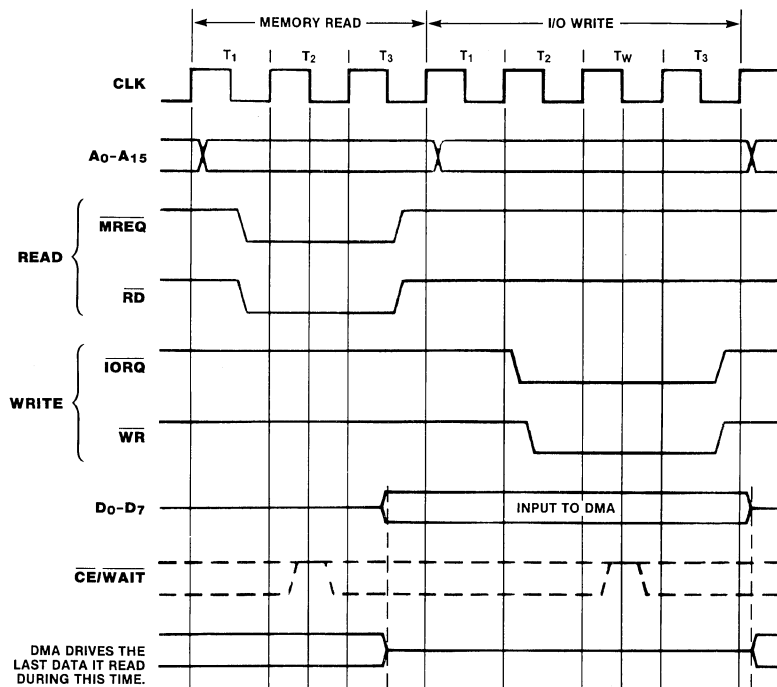 MEMORY READ I/O WRITE
T1 T2 T3 T1 T2 TW T3
CLK
A0-A15
MREQ
READ
RD
IORQ
WRITE
WR
D0-D7 INPUT TO DMA
CE/WAIT
DMA DRIVES THE
LAST DATA IT READ
DURING THIS TIME.